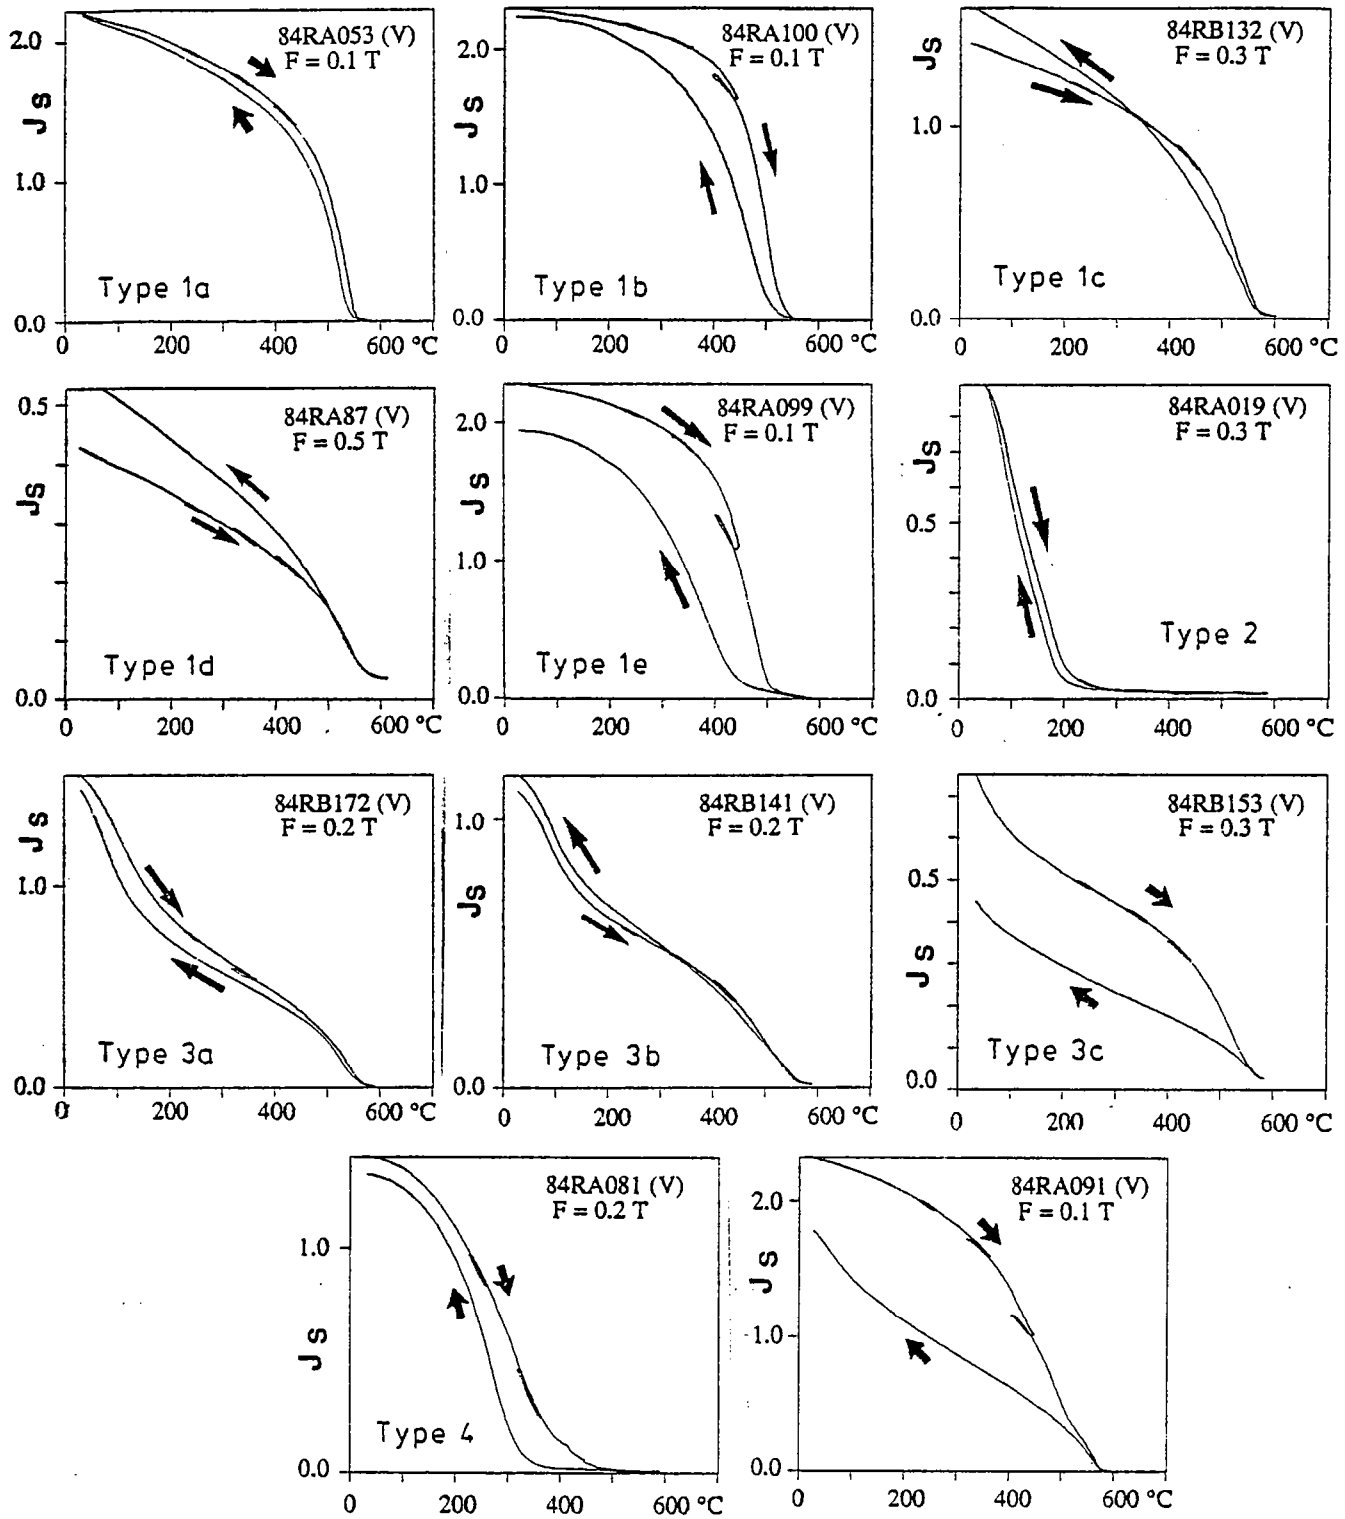 84RA053 (V)
F = 0.1 T
2.0
1.0
0.0
Js
Type 1a
0 200 400 600 °C
84RA100 (V)
F = 0.1 T
2.0
1.0
0.0
Js
Type 1b
0 200 400 600 °C
84RB132 (V)
F = 0.3 T
1.0
0.0
Js
Type 1c
0 200 400 600 °C
84RA87 (V)
F = 0.5 T
0.5
0.0
Js
Type 1d
0 200 400 600 °C
84RA099 (V)
F = 0.1 T
2.0
1.0
0.0
Js
Type 1e
0 200 400 600 °C
84RA019 (V)
F = 0.3 T
0.5
0.0
Js
Type 2
0 200 400 600 °C
84RB172 (V)
F = 0.2 T
1.0
0.0
Js
Type 3a
0 200 400 600 °C
84RB141 (V)
F = 0.2 T
1.0
0.0
Js
Type 3b
0 200 400 600 °C
84RB153 (V)
F = 0.3 T
0.5
0.0
Js
Type 3c
0 200 400 600 °C
84RA081 (V)
F = 0.2 T
1.0
0.0
Js
Type 4
0 200 400 600 °C
84RA091 (V)
F = 0.1 T
2.0
1.0
0.0
Js
0 200 400 600 °C